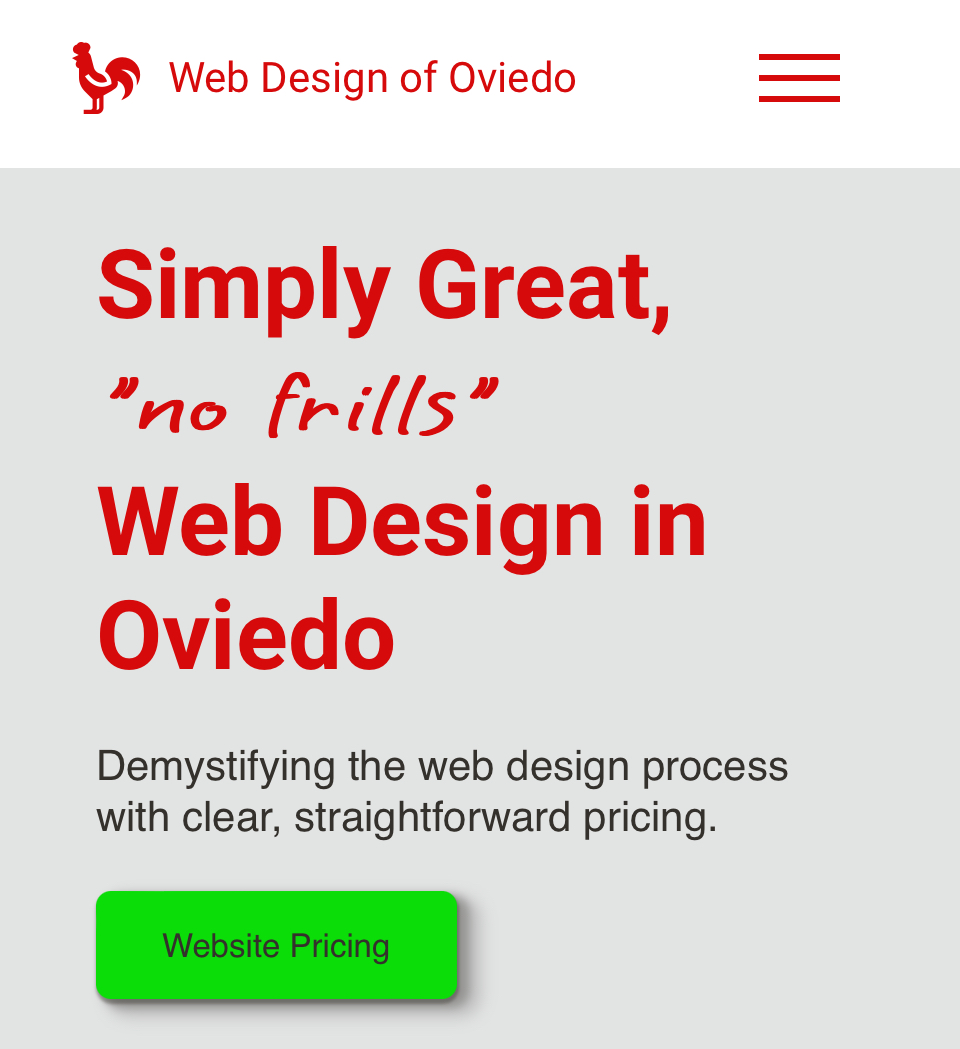 Web Design of Oviedo
Simply Great,
”no frills”
Web Design in
Oviedo
Demystifying the web design process
with clear, straightforward pricing.
Website Pricing